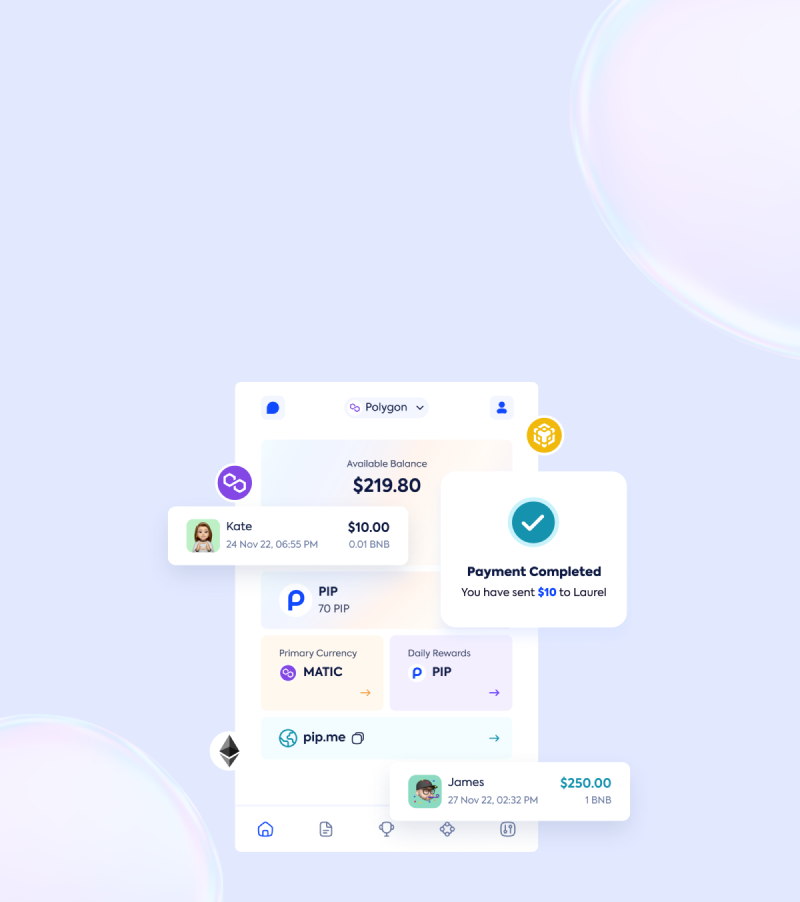 Polygon
Available Balance
$219.80
Kate
$10.00
24 Nov 22, 06:55 PM
0.01 BNB
Payment Completed
You have sent $10 to Laurel
PIP
70 PIP
Primary Currency
MATIC
Daily Rewards
PIP
pip.me
James
$250.00
27 Nov 22, 02:32 PM
1 BNB